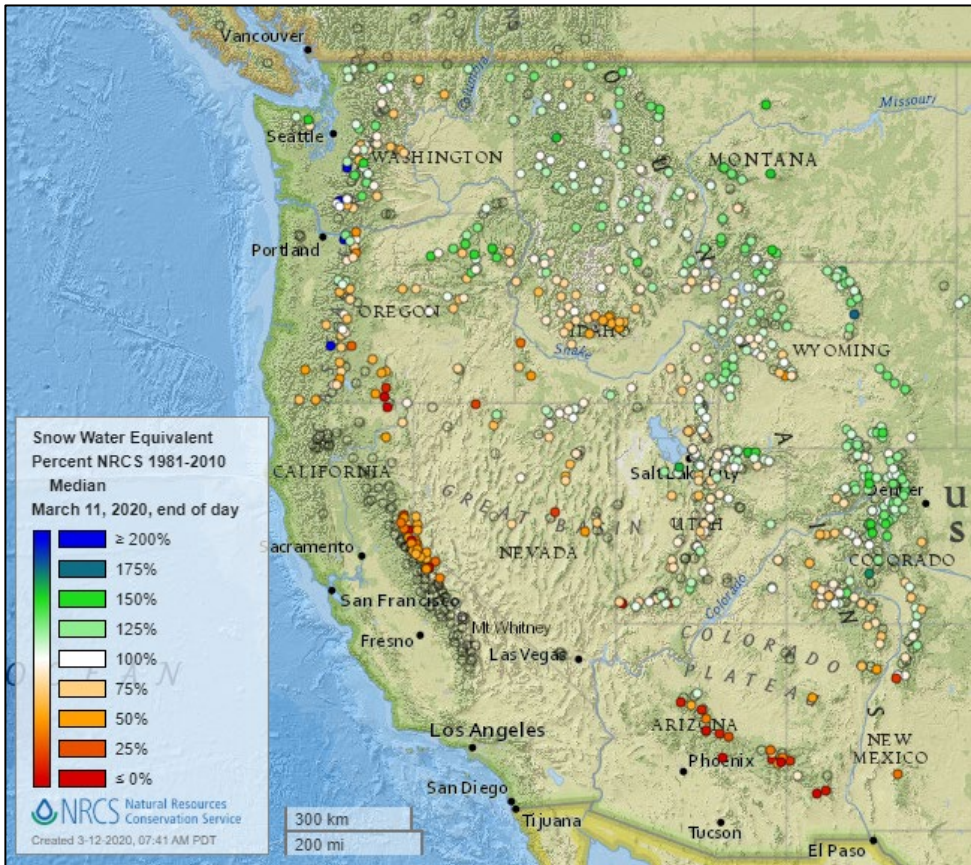 Vancouver
Columbia
Missouri
Seattle
WASHINGTON
MONTANA
Portland
OREGON
IDAHO
Snake
WYOMING
Snow Water Equivalent
Percent NRCS 1981-2010
Median
March 11, 2020, end of day
≥ 200%
175%
150%
125%
100%
75%
50%
25%
≤ 0%
NRCS Natural Resources
Conservation Service
Created 3-12-2020, 07:41 AM PDT
CALIFORNIA
Salt Lake City
GREAT BASIN
UTAH
NEVADA
Denver
US
COLORADO
Sacramento
San Francisco
Colorado
Mt Whitney
Fresno
Las Vegas
COLORADO
PLATEA
OCEAN
Los Angeles
ARIZONA
Phoenix
NEW
MEXICO
San Diego
Tijuana
300 km
200 mi
Tucson
El Paso